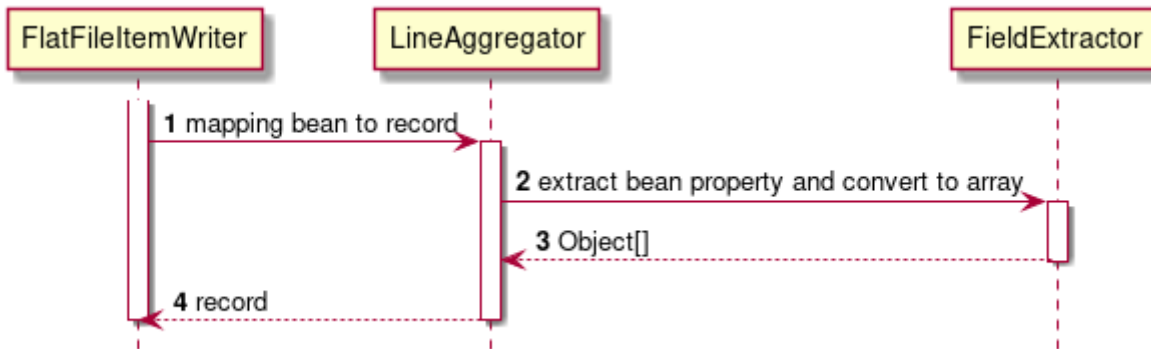 FlatFileItemWriter
LineAggregator
FieldExtractor
1 mapping bean to record
2 extract bean property and convert to array
3 Object[]
4 record